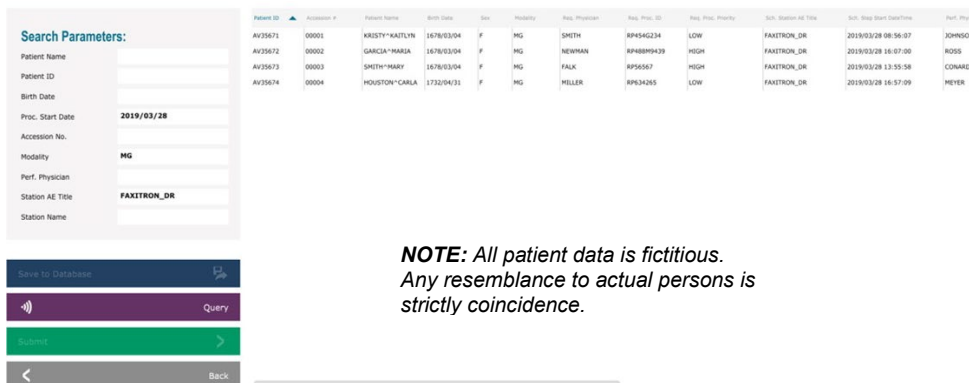 Search Parameters:
Patient Name
Patient ID
Birth Date
Proc. Start Date 2019/03/28
Accession No.
Modality MG
Perf. Physician
Station AE Title FAXITRON_DR
Station Name
Save to Database
Query
Submit
Back
Patient ID Accession # Patient Name Birth Date Sex Modality Req. Physician Req. Proc. ID Req. Proc. Priority Sch. Station AE Title Sch. Step Start DateTime Perf. Phy
AV35671 00001 KRISTY^KAITLYN 1678/03/04 F MG SMITH RP454G234 LOW FAXITRON_DR 2019/03/28 08:56:07 JOHNSO
AV35672 00002 GARCIA^MARIA 1678/03/04 F MG NEWMAN RP488M9439 HIGH FAXITRON_DR 2019/03/28 16:07:00 ROSS
AV35673 00003 SMITH^MARY 1678/03/04 F MG FALK RP56567 HIGH FAXITRON_DR 2019/03/28 13:55:58 CONARD
AV35674 00004 HOUSTON^CARLA 1732/04/31 F MG MILLER RP634265 LOW FAXITRON_DR 2019/03/28 16:57:09 MEYER
NOTE: All patient data is fictitious.
Any resemblance to actual persons is
strictly coincidence.